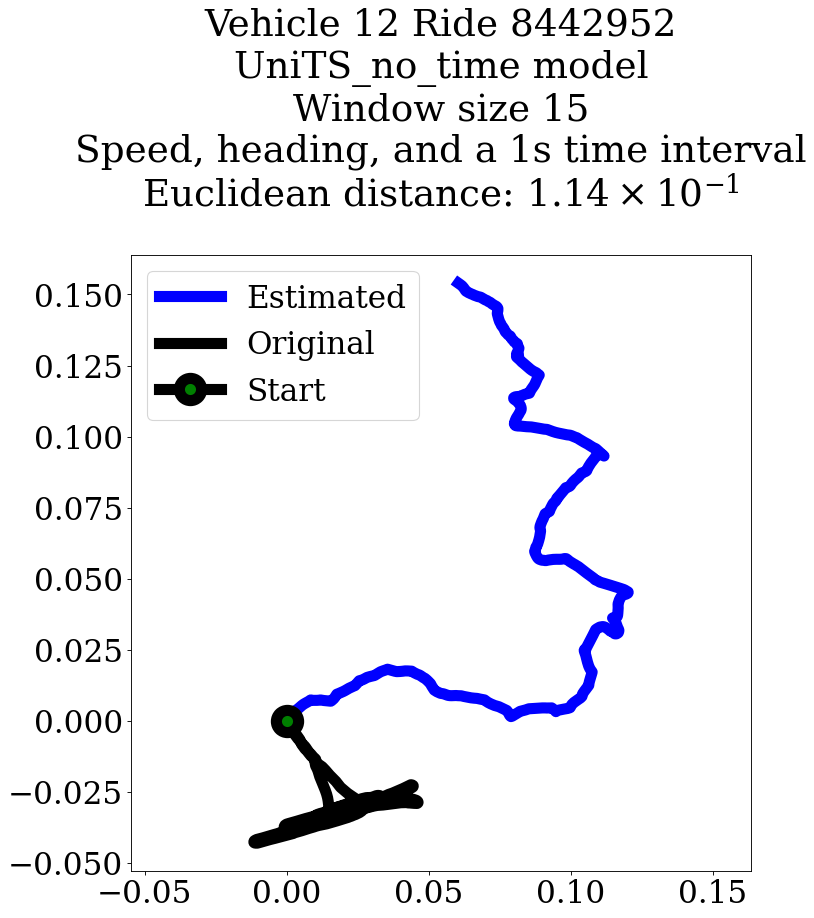 Vehicle 12 Ride 8442952
UniTS_no_time model
Window size 15
Speed, heading, and a 1s time interval
Euclidean distance: 1.14 × 10⁻¹
Estimated
Original
Start
0.150
0.125
0.100
0.075
0.050
0.025
0.000
−0.025
−0.050
−0.05 0.00 0.05 0.10 0.15